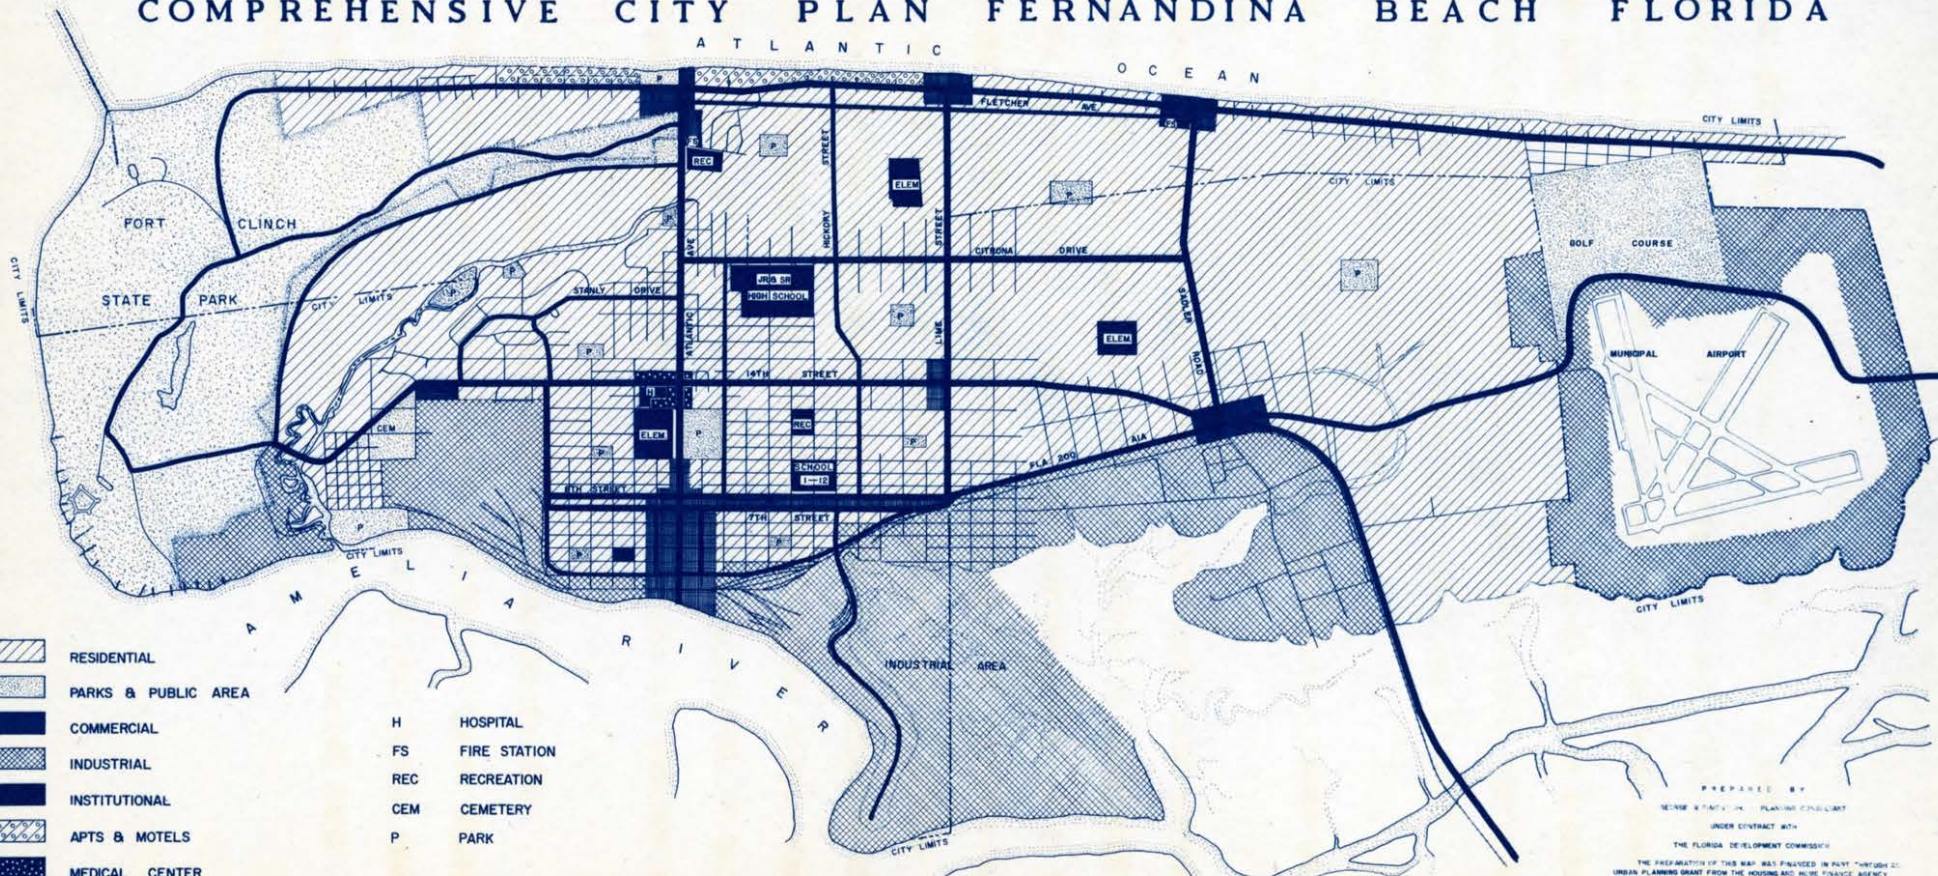 COMPREHENSIVE CITY PLAN FERNANDINA BEACH FLORIDA
ATLANTIC OCEAN
FLETCHER AVE
CITY LIMITS
FS
P
REC
P
STREET
ELEM
P
CITY LIMITS
FORT CLINCH
STATE PARK
CITY LIMITS
CITY LIMITS
P
AVE
HICKORY
STREET
CITRONA DRIVE
GOLF COURSE
P
P
STANLY DRIVE
JR & SR
HIGH SCHOOL
P
P
SADLER
ROAD
ATLANTIC
LIME
ELEM
MUNICIPAL AIRPORT
P
14TH STREET
H
CEM
ELEM
P
REC
P
P
A1A
FLA 200
SCHOOL
1-12
8TH STREET
7TH STREET
P
P
P
CITY LIMITS
AMELIA RIVER
INDUSTRIAL AREA
CITY LIMITS
CITY LIMITS
RESIDENTIAL
PARKS & PUBLIC AREA
COMMERCIAL
INDUSTRIAL
INSTITUTIONAL
APTS & MOTELS
MEDICAL CENTER
H HOSPITAL
FS FIRE STATION
REC RECREATION
CEM CEMETERY
P PARK
PREPARED BY
PLANNING CONSULTANT
UNDER CONTRACT WITH
THE FLORIDA DEVELOPMENT COMMISSION
THE PREPARATION OF THIS MAP WAS FINANCED IN PART THROUGH AN
URBAN PLANNING GRANT FROM THE HOUSING AND HOME FINANCE AGENCY